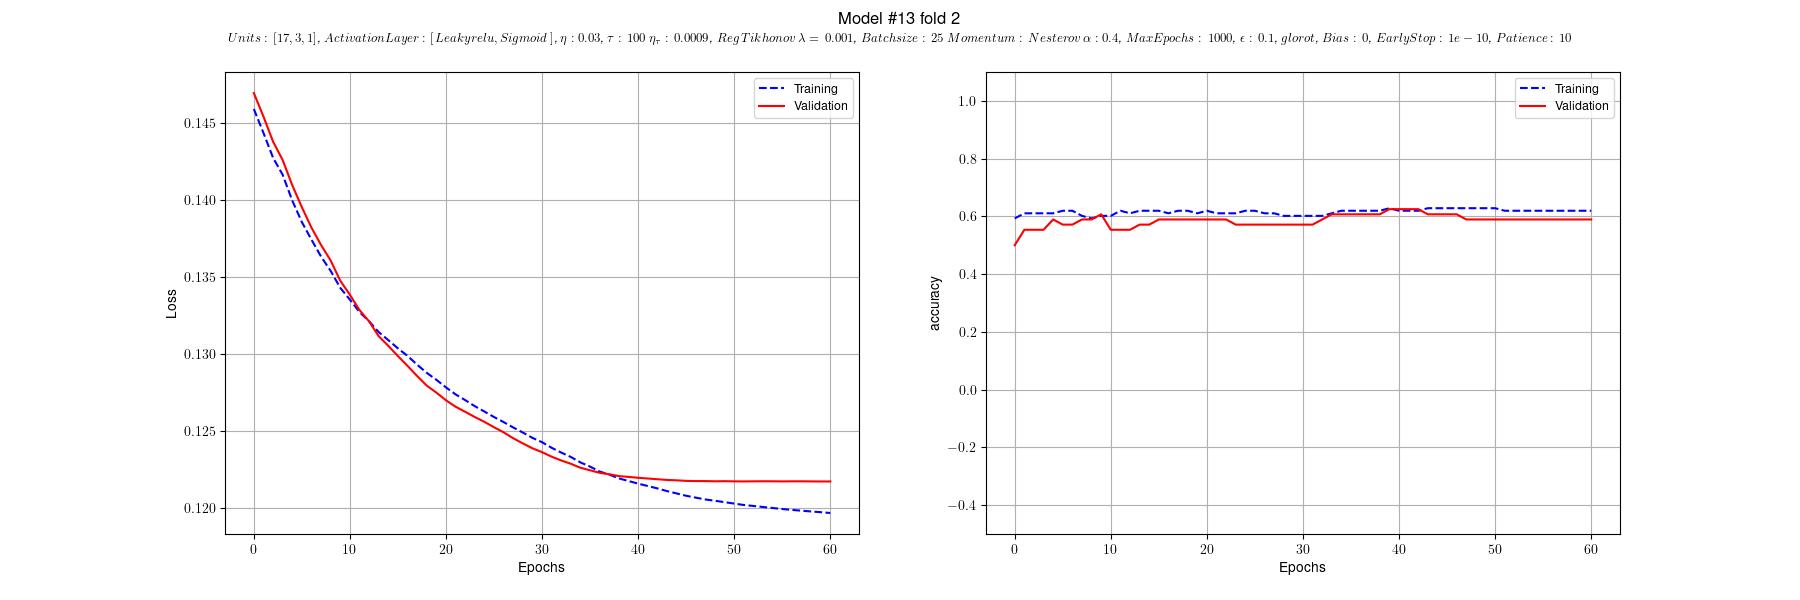 Model #13 fold 2
Units : [17, 3, 1], ActivationLayer : [Leakyrelu, Sigmoid ], η : 0.03, τ : 100 ητ : 0.0009, RegTikhonov λ = 0.001, Batchsize : 25 Momentum : Nesterov α : 0.4, MaxEpochs : 1000, ϵ : 0.1, glorot, Bias : 0, EarlyStop : 1e − 10, Patience : 10
Training
Validation
0.145
0.140
0.135
0.130
0.125
0.120
Loss
0 10 20 30 40 50 60
Epochs
Training
Validation
1.0
0.8
0.6
0.4
0.2
0.0
−0.2
−0.4
accuracy
0 10 20 30 40 50 60
Epochs